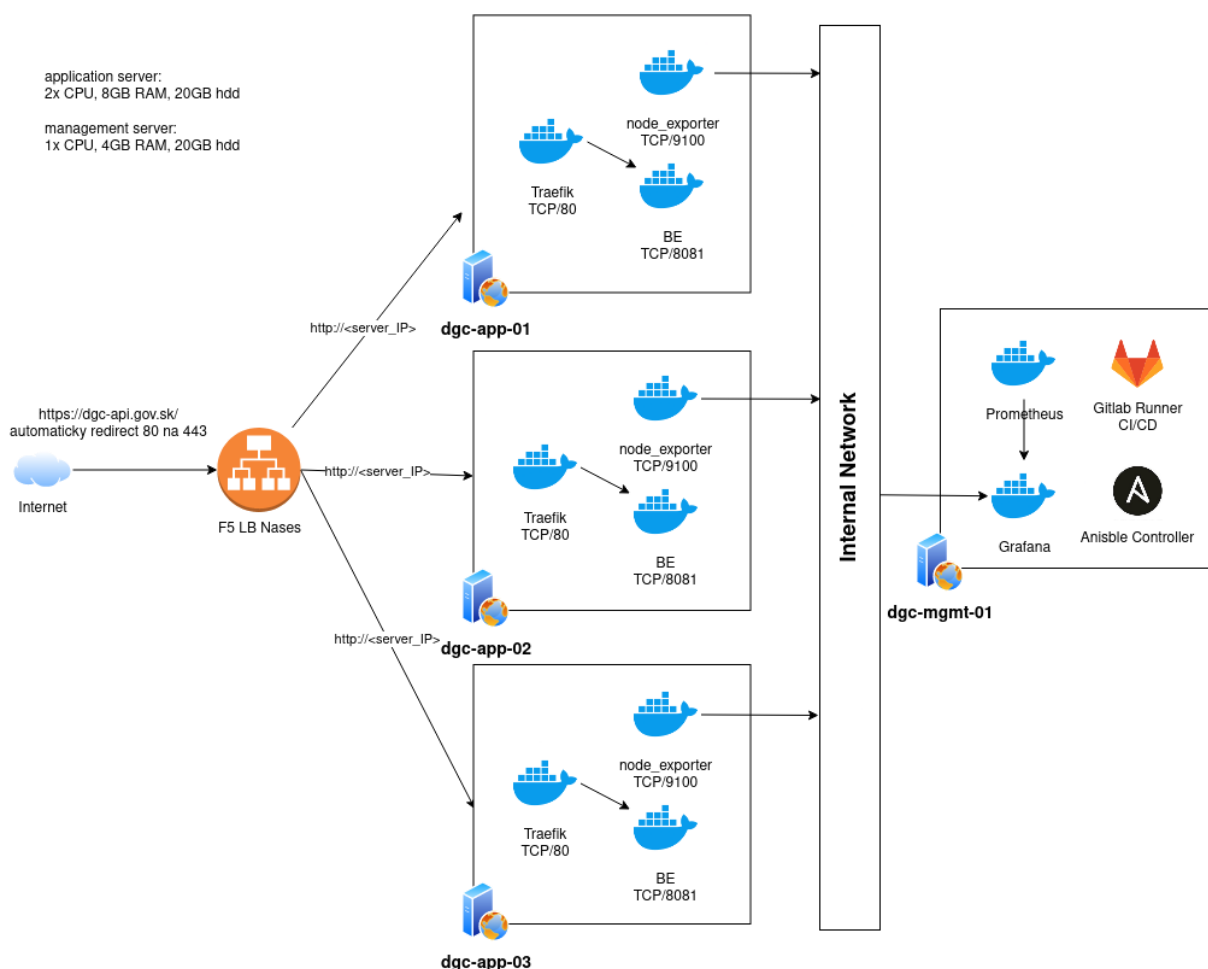 application server:
2x CPU, 8GB RAM, 20GB hdd
management server:
1x CPU, 4GB RAM, 20GB hdd
https://dgc-api.gov.sk/
automaticky redirect 80 na 443
Internet
F5 LB Nases
http://<server_IP>
http://<server_IP>
http://<server_IP>
node_exporter
TCP/9100
Traefik
TCP/80
BE
TCP/8081
dgc-app-01
node_exporter
TCP/9100
Traefik
TCP/80
BE
TCP/8081
dgc-app-02
node_exporter
TCP/9100
Traefik
TCP/80
BE
TCP/8081
dgc-app-03
Internal Network
Prometheus
Gitlab Runner
CI/CD
Grafana
Anisble Controller
dgc-mgmt-01